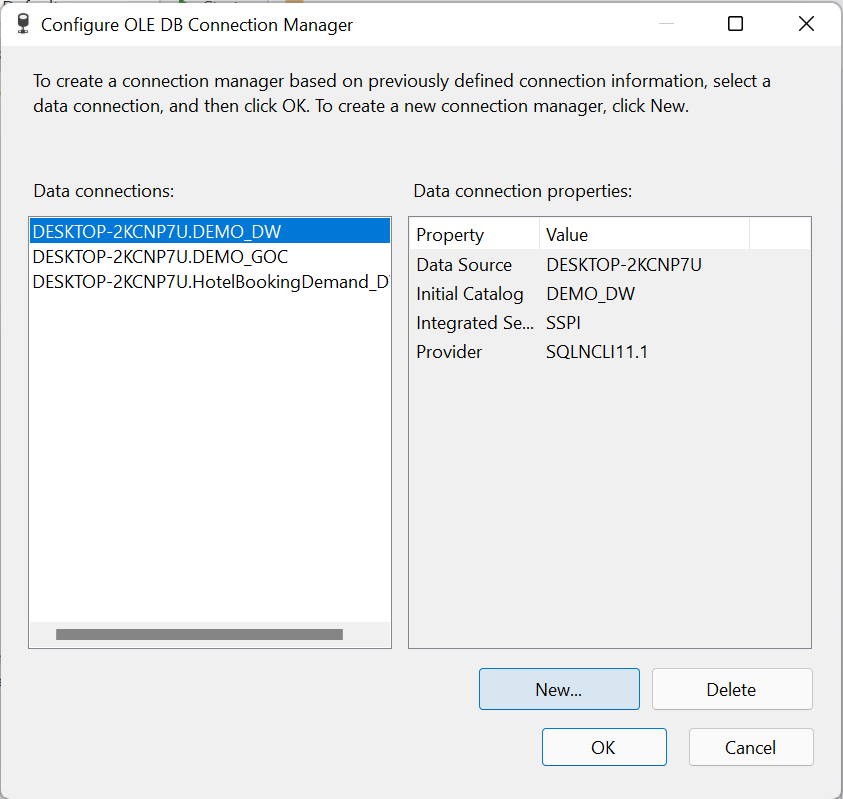 Configure OLE DB Connection Manager
To create a connection manager based on previously defined connection information, select a
data connection, and then click OK. To create a new connection manager, click New.
Data connections:
DESKTOP-2KCNP7U.DEMO_DW
DESKTOP-2KCNP7U.DEMO_GOC
DESKTOP-2KCNP7U.HotelBookingDemand_D
Data connection properties:
Property Value
Data Source DESKTOP-2KCNP7U
Initial Catalog DEMO_DW
Integrated Se... SSPI
Provider SQLNCLI11.1
New... Delete
OK Cancel